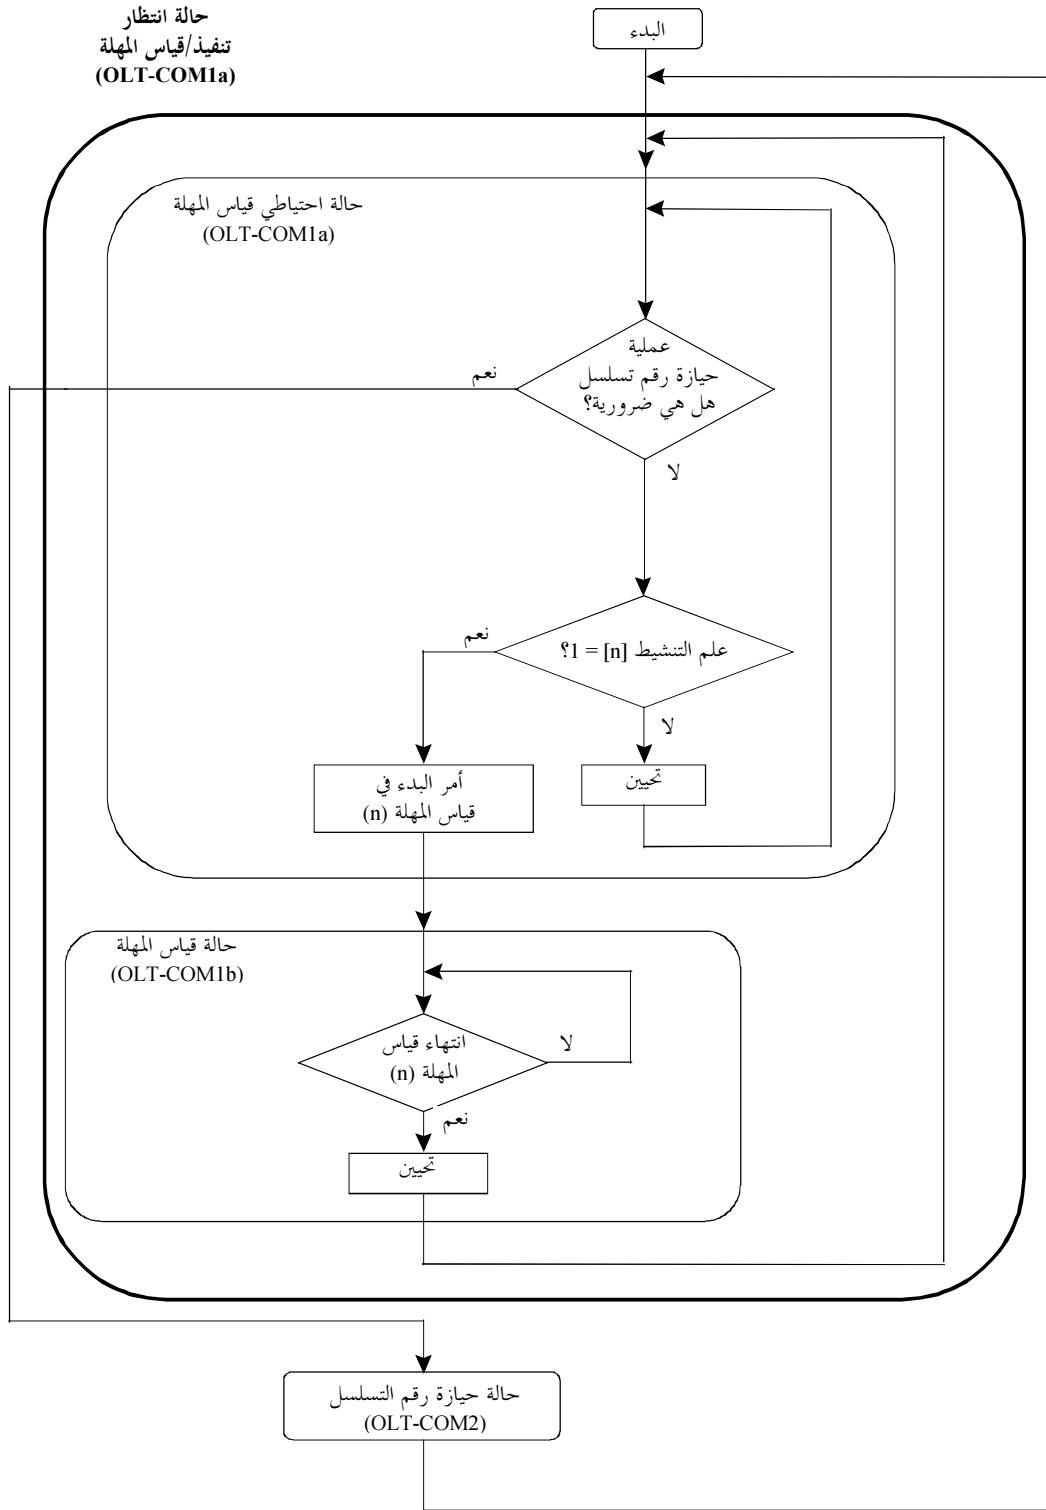 حالة انتظار
تنفيذ/قياس المهلة
(OLT-COM1a)
البدء
حالة احتياطي قياس المهلة
(OLT-COM1a)
عملية
حيازة رقم تسلسل
هل هي ضرورية؟
نعم
لا
علم التنشيط [n] = 1؟
نعم
لا
أمر البدء في
قياس المهلة (n)
تحيين
حالة قياس المهلة
(OLT-COM1b)
انتهاء قياس
المهلة (n)
لا
نعم
تحيين
حالة حيازة رقم التسلسل
(OLT-COM2)